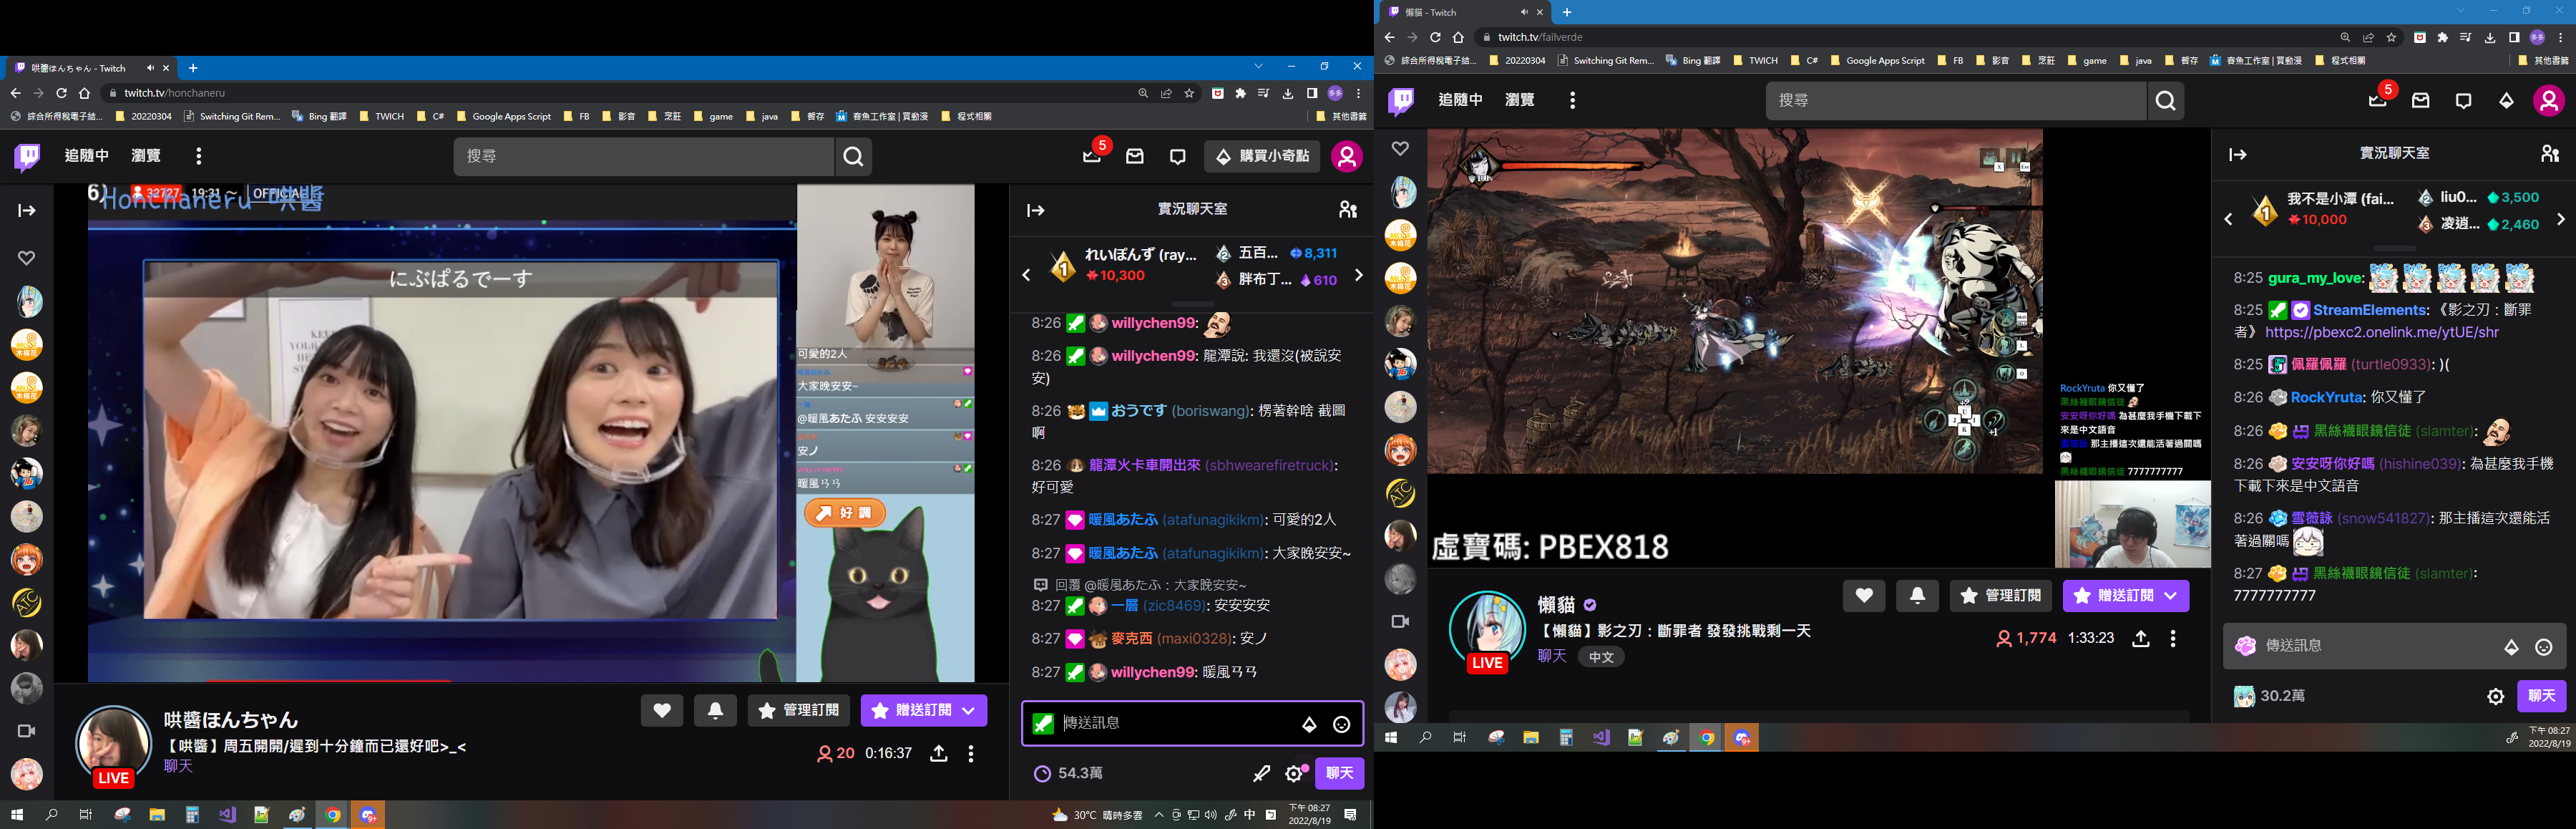 哄醬ほんちゃん - Twitch
twitch.tv/honchaneru
綜合所得稅電子結...
20220304
Switching Git Rem...
Bing 翻譯
TWICH
C#
Google Apps Script
FB
影音
烹飪
game
java
暫存
春魚工作室 | 買動漫
程式相關
其他書籤
追隨中
瀏覽
搜尋
5
購買小奇點
32727
19:31 ～
OFFICIAL
Honchaneru 哄醬
にぶぱるでーす
可愛的2人
大家晚安安~
@暖風あたふ 安安安安
安ノ
暖風ㄢㄢ
好調
實況聊天室
1
れいぽんず (ray...
10,300
2
五百...
8,311
3
胖布丁...
610
8:26 willychen99:
8:26 willychen99: 龍潭說: 我還沒(被說安
安)
8:26 おうです (boriswang): 楞著幹啥 截圖
啊
8:26 龍潭火卡車開出來 (sbhwearefiretruck):
好可愛
8:27 暖風あたふ (atafunagikikm): 可愛的2人
8:27 暖風あたふ (atafunagikikm): 大家晚安安~
回覆 @暖風あたふ：大家晚安安~
8:27 一層 (zic8469): 安安安安
8:27 麥克西 (maxi0328): 安ノ
8:27 willychen99: 暖風ㄢㄢ
傳送訊息
54.3萬
聊天
LIVE
哄醬ほんちゃん
【哄醬】周五開開/遲到十分鐘而已還好吧>_<
聊天
管理訂閱
贈送訂閱
20
0:16:37
30°C 晴時多雲
中
下午 08:27
2022/8/19
懶貓 - Twitch
twitch.tv/failverde
綜合所得稅電子結...
20220304
Switching Git Rem...
Bing 翻譯
TWICH
C#
Google Apps Script
FB
影音
烹飪
game
java
暫存
春魚工作室 | 買動漫
程式相關
其他書籤
追隨中
瀏覽
搜尋
5
RockYruta 你又懂了
黑絲襪眼鏡信徒
安安呀你好嗎 為甚麼我手機下載下
來是中文語音
雪薇詠 那主播這次還能活著過關嗎
黑絲襪眼鏡信徒 7777777777
虛寶碼: PBEX818
實況聊天室
1
我不是小潭 (fai...
10,000
2
liu0...
3,500
3
凌逍...
2,460
8:25 gura_my_love:
8:25 StreamElements: 《影之刃：斷罪
者》 https://pbexc2.onelink.me/ytUE/shr
8:25 佩羅佩羅 (turtle0933): )(
8:26 RockYruta: 你又懂了
8:26 黑絲襪眼鏡信徒 (slamter):
8:26 安安呀你好嗎 (hishine039): 為甚麼我手機
下載下來是中文語音
8:26 雪薇詠 (snow541827): 那主播這次還能活
著過關嗎
8:27 黑絲襪眼鏡信徒 (slamter):
7777777777
傳送訊息
30.2萬
聊天
LIVE
懶貓
【懶貓】影之刃：斷罪者 發發挑戰剩一天
聊天
中文
管理訂閱
贈送訂閱
1,774
1:33:23
下午 08:27
2022/8/19